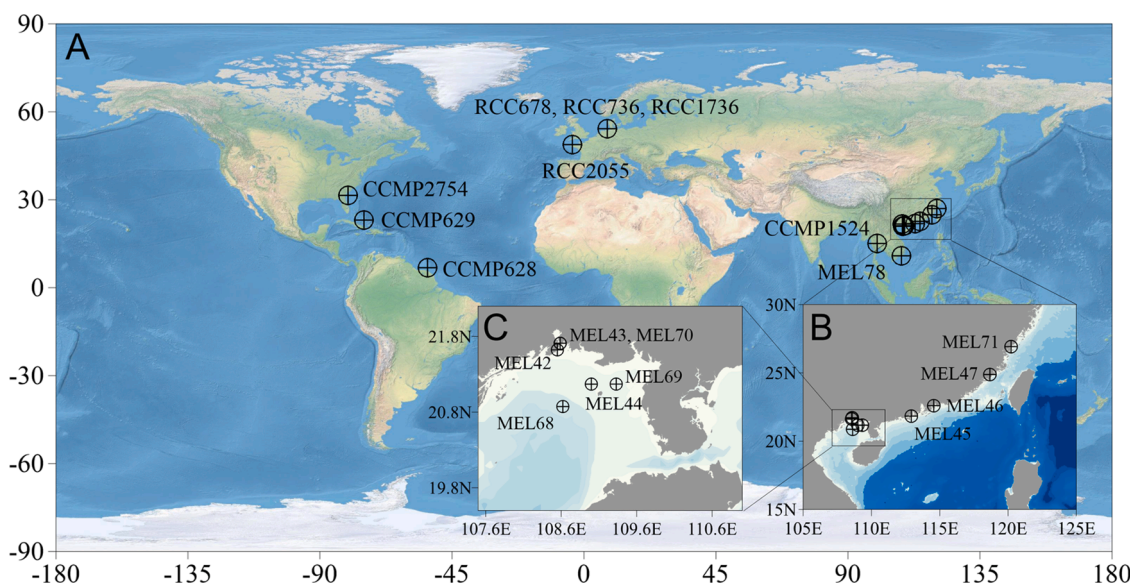 90
A
60
RCC678, RCC736, RCC1736
RCC2055
30
CCMP2754
CCMP629
CCMP1524
CCMP628
MEL78
0
-30
-60
-90
-180
-135
-90
-45
0
45
90
135
180
C
21.8N
20.8N
19.8N
MEL43, MEL70
MEL42
MEL69
MEL44
MEL68
107.6E
108.6E
109.6E
110.6E
B
30N
25N
20N
15N
MEL71
MEL47
MEL46
MEL45
105E
110E
115E
120E
125E